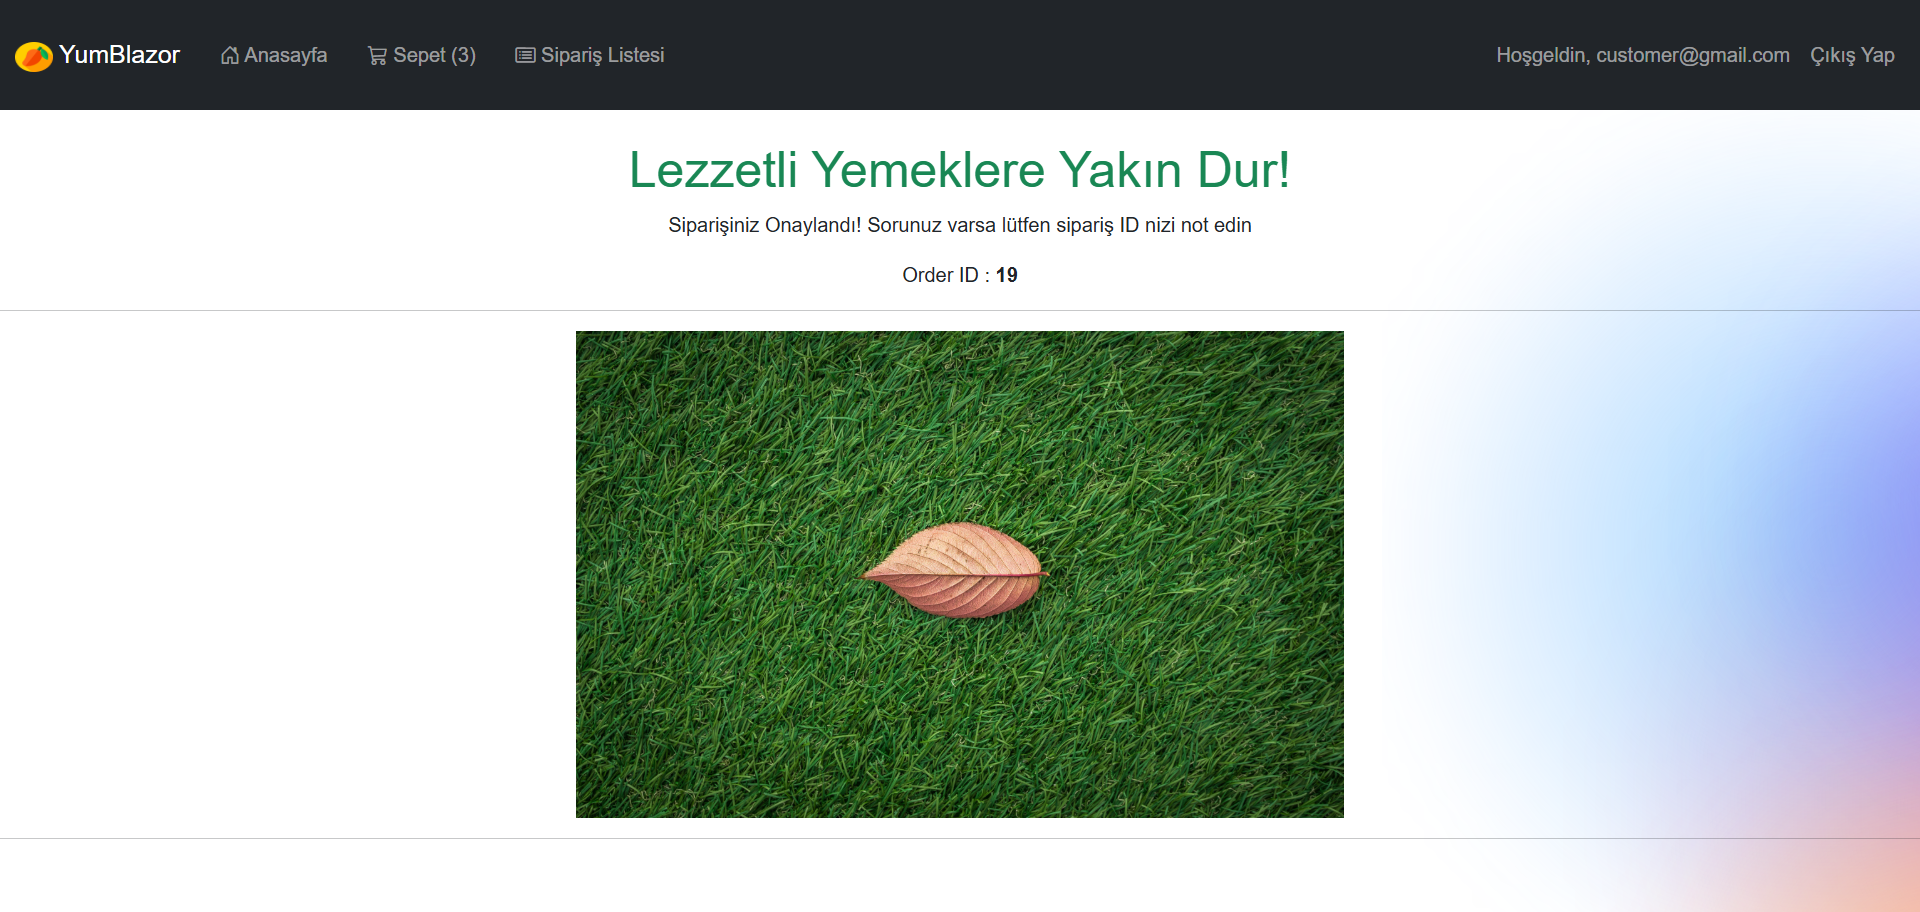 YumBlazor Anasayfa Sepet (3) Sipariş Listesi Hoşgeldin, customer@gmail.com Çıkış Yap
Lezzetli Yemeklere Yakın Dur!
Siparişiniz Onaylandı! Sorunuz varsa lütfen sipariş ID nizi not edin
Order ID : 19